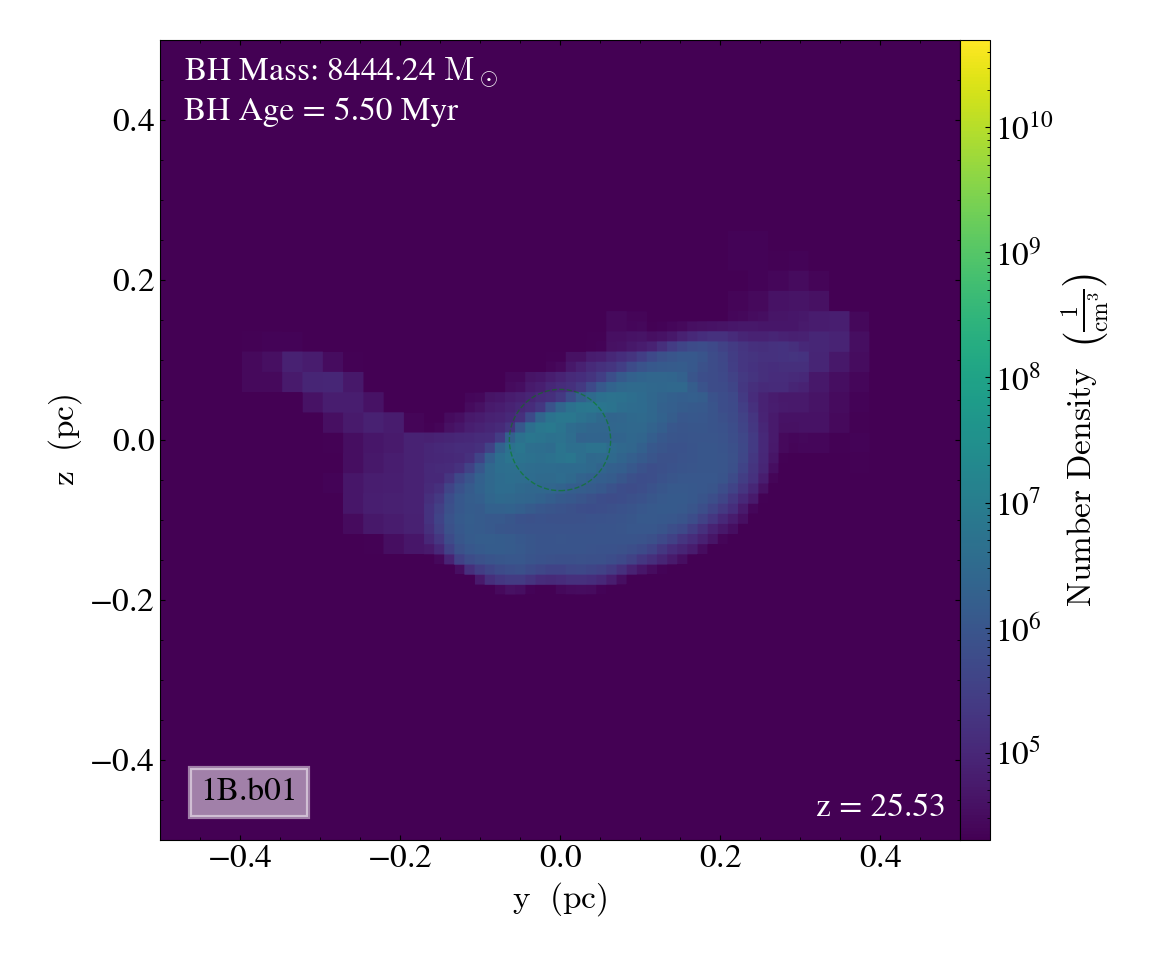 BH Mass: 8444.24 M⊙
BH Age = 5.50 Myr
0.4
0.2
0.0
−0.2
−0.4
z (pc)
1B.b01
z = 25.53
−0.4 −0.2 0.0 0.2 0.4
y (pc)
10¹⁰
10⁹
10⁸
10⁷
10⁶
10⁵
Number Density (1/cm³)